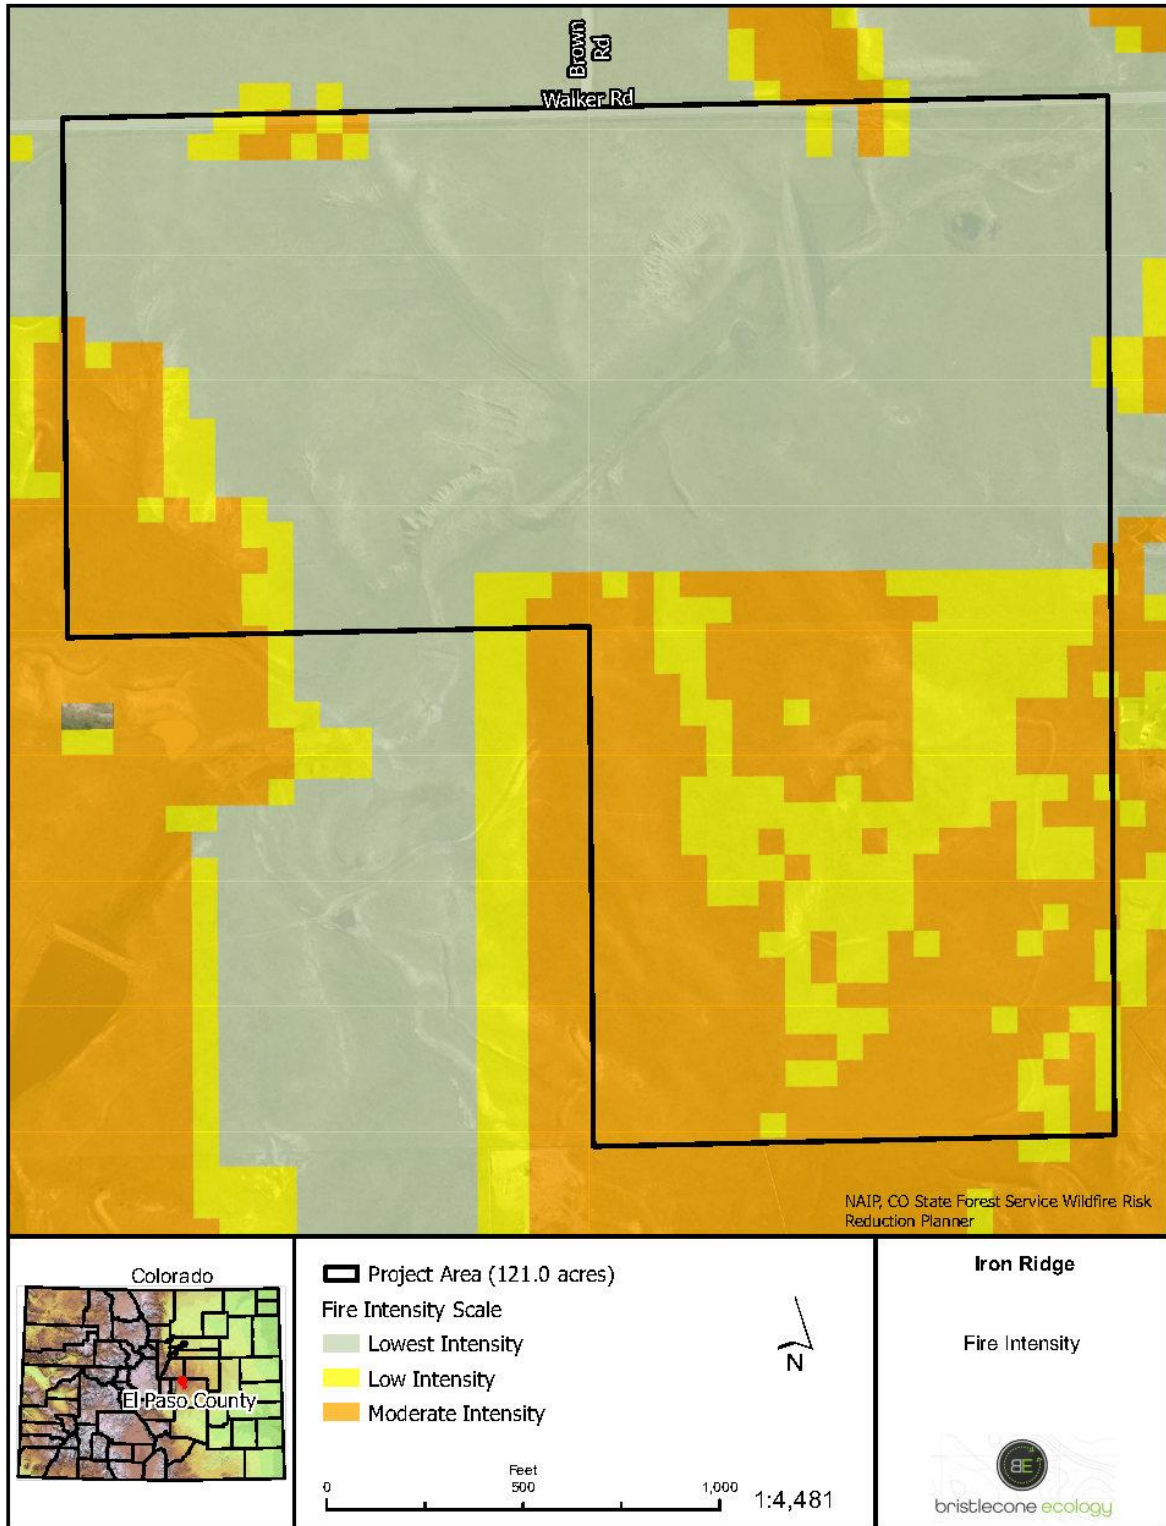 Brown
Rd
Walker Rd
NAIP, CO State Forest Service Wildfire Risk
Reduction Planner
Colorado
El Paso County
Project Area (121.0 acres)
Fire Intensity Scale
Lowest Intensity
Low Intensity
Moderate Intensity
N
Feet
0 500 1,000
1:4,481
Iron Ridge
Fire Intensity
BE
bristlecone ecology